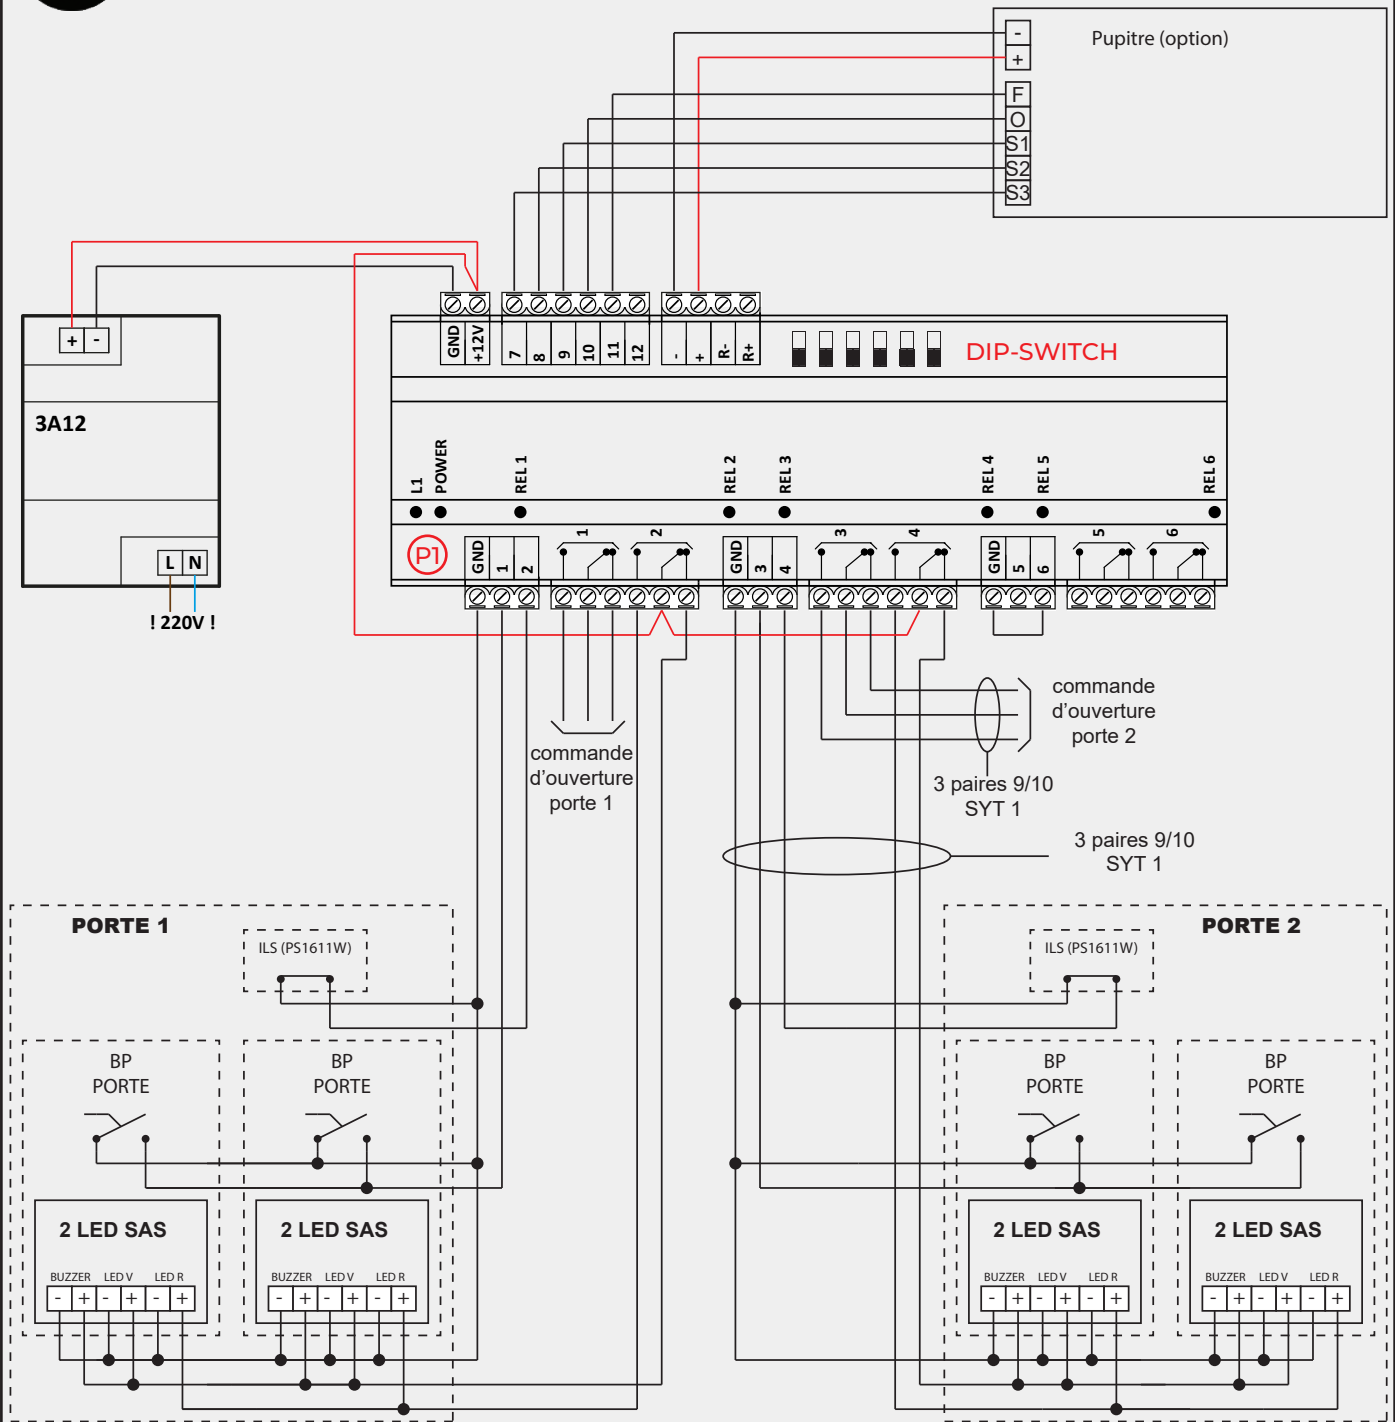 Pupitre (option)
-
+
F
O
S1
S2
S3
+ -
3A12
L N
! 220V !
GND +12V
7 8 9 10 11 12
- + R- R+
DIP-SWITCH
L1 POWER REL 1 REL 2 REL 3 REL 4 REL 5 REL 6
P1
GND 1 2
1 2
GND 3 4
3 4
GND 5 6
5 6
commande
d'ouverture
porte 1
commande
d'ouverture
porte 2
3 paires 9/10
SYT 1
3 paires 9/10
SYT 1
PORTE 1
ILS (PS1611W)
BP
PORTE
BP
PORTE
2 LED SAS
BUZZER LED V LED R
- + - + - +
2 LED SAS
BUZZER LED V LED R
- + - + - +
PORTE 2
ILS (PS1611W)
BP
PORTE
BP
PORTE
2 LED SAS
BUZZER LED V LED R
- + - + - +
2 LED SAS
BUZZER LED V LED R
- + - + - +